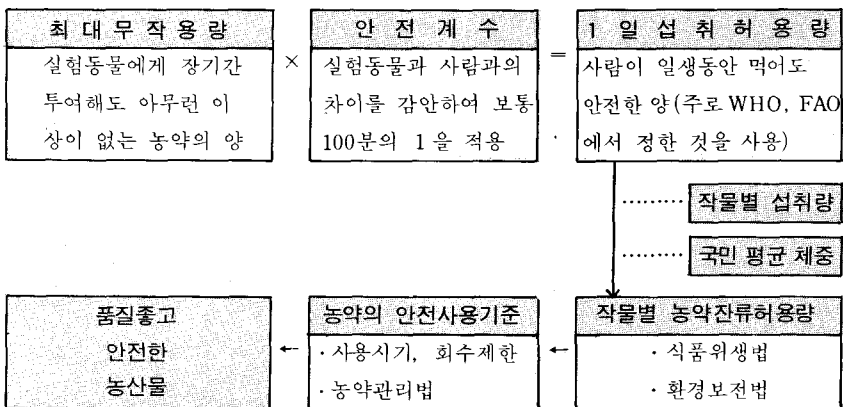 최대무작용량
실험동물에게 장기간
투여해도 아무런 이
상이 없는 농약의 양
×
안전계수
실험동물과 사람과의
차이를 감안하여 보통
100분의 1을 적용
=
1일섭취허용량
사람이 일생동안 먹어도
안전한 양(주로 WHO, FAO
에서 정한 것을 사용)
작물별 섭취량
국민 평균 체중
품질좋고
안전한
농산물
농약의 안전사용기준
·사용시기, 회수제한
·농약관리법
작물별 농약잔류허용량
·식품위생법
·환경보전법